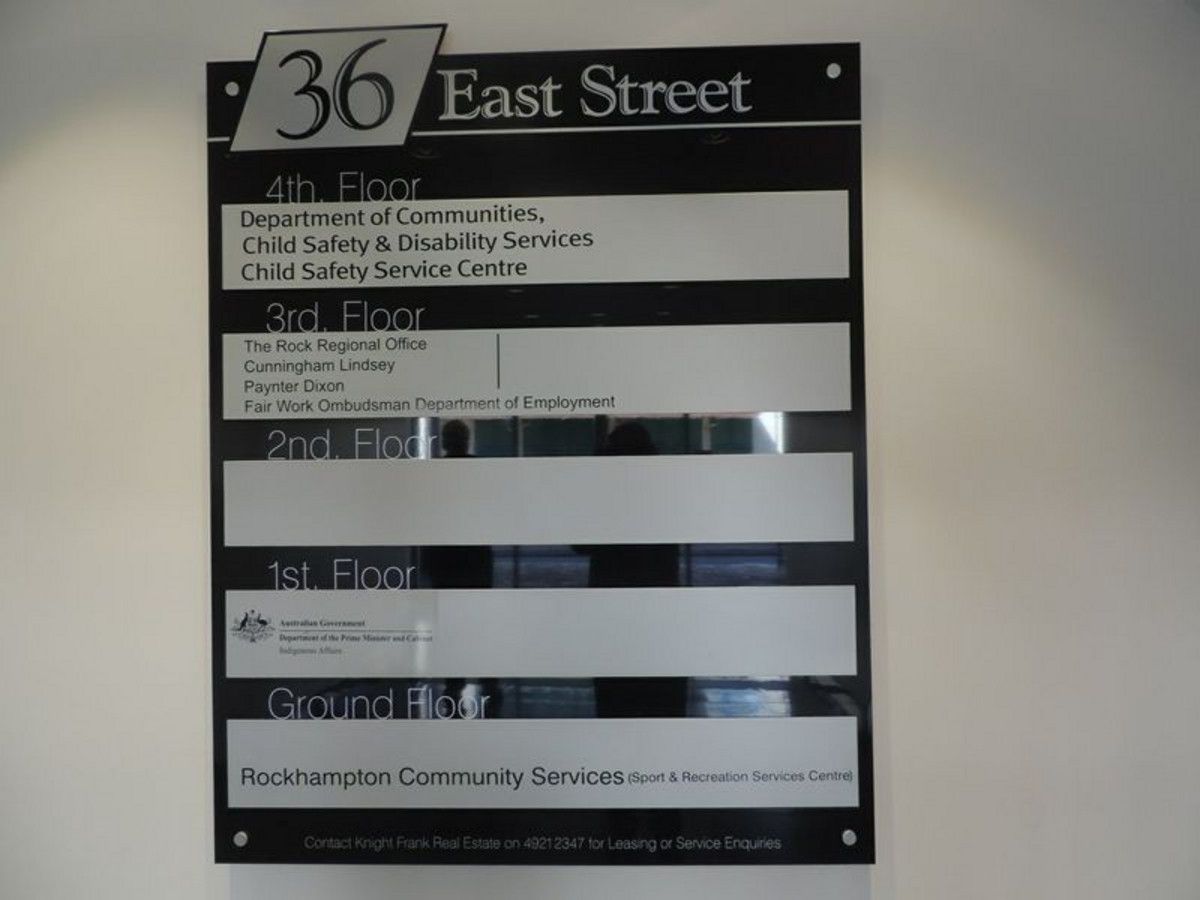 36 East Street
4th. Floor
Department of Communities,
Child Safety & Disability Services
Child Safety Service Centre
3rd. Floor
The Rock Regional Office
Cunningham Lindsey
Paynter Dixon
Fair Work Ombudsman Department of Employment
2nd. Floor
1st. Floor
Australian Government
Department of the Prime Minister and Cabinet
Indigenous Affairs
Ground Floor
Rockhampton Community Services (Sport & Recreation Services Centre)
Contact Knight Frank Real Estate on 49212347 for Leasing or Service Enquiries